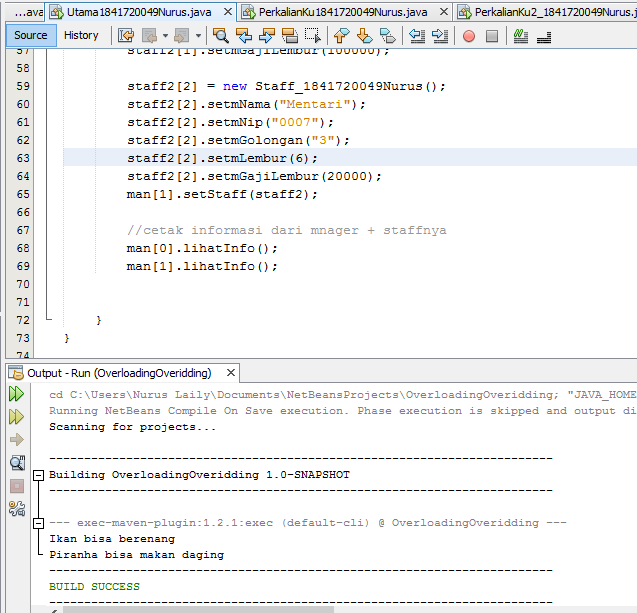 ...ava
Utama1841720049Nurus.java
PerkalianKu1841720049Nurus.java
PerkalianKu2_1841720049Nurus.j
Source
History
57 staff2[1].setmGajiLembur(100000);
58
59 staff2[2] = new Staff_1841720049Nurus();
60 staff2[2].setmNama("Mentari");
61 staff2[2].setmNip("0007");
62 staff2[2].setmGolongan("3");
63 staff2[2].setmLembur(6);
64 staff2[2].setmGajiLembur(20000);
65 man[1].setStaff(staff2);
66
67 //cetak informasi dari mnager + staffnya
68 man[0].lihatInfo();
69 man[1].lihatInfo();
70
71
72 }
73 }
74
Output - Run (OverloadingOveridding)
cd C:\Users\Nurus Laily\Documents\NetBeansProjects\OverloadingOveridding; "JAVA_HOME
Running NetBeans Compile On Save execution. Phase execution is skipped and output di
Scanning for projects...
------------------------------------------------------------------------
Building OverloadingOveridding 1.0-SNAPSHOT
------------------------------------------------------------------------
--- exec-maven-plugin:1.2.1:exec (default-cli) @ OverloadingOveridding ---
Ikan bisa berenang
Piranha bisa makan daging
------------------------------------------------------------------------
BUILD SUCCESS
------------------------------------------------------------------------